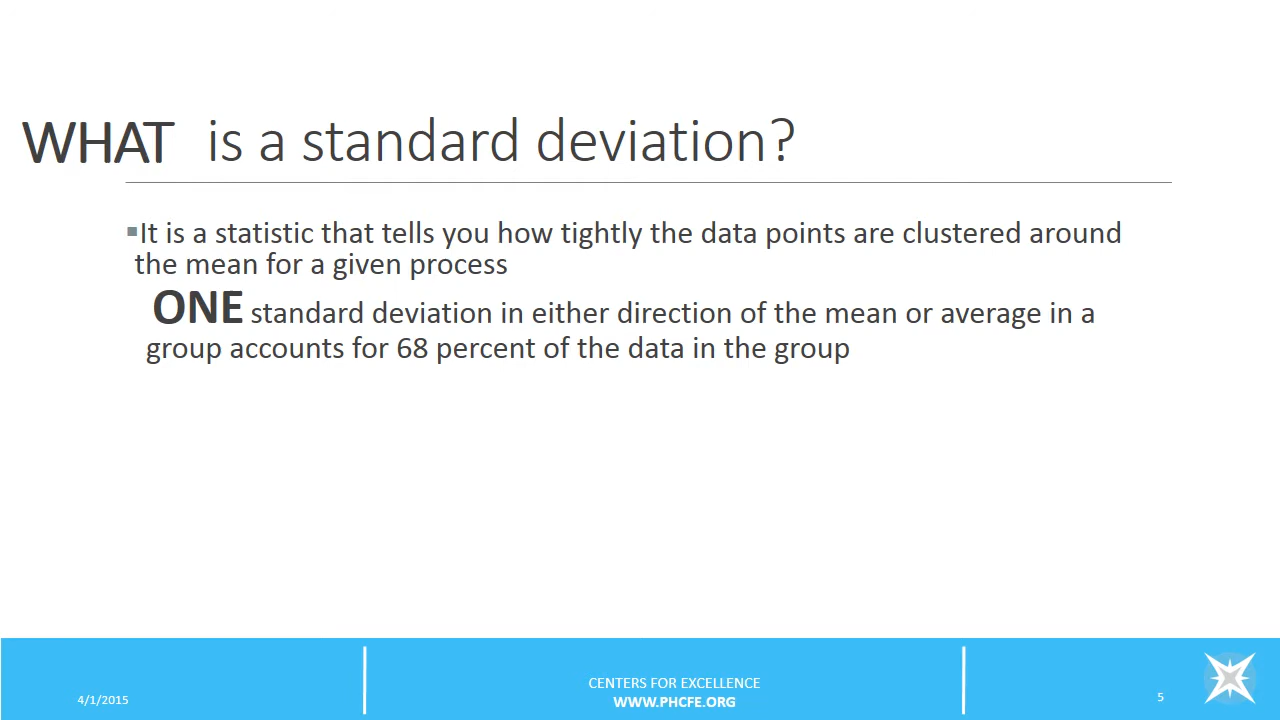 WHAT is a standard deviation?
▪It is a statistic that tells you how tightly the data points are clustered around
the mean for a given process
ONE standard deviation in either direction of the mean or average in a
group accounts for 68 percent of the data in the group
4/1/2015
CENTERS FOR EXCELLENCE
WWW.PHCFE.ORG
5